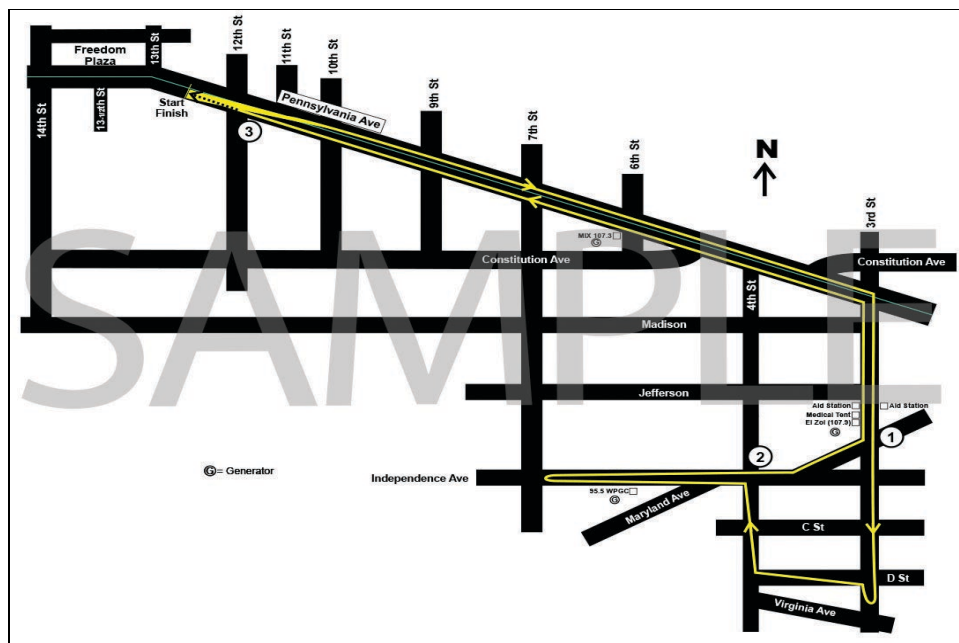 Freedom
Plaza
13th St
12th St
11th St
10th St
9th St
7th St
6th St
3rd St
N
14th St
Start
Finish
Pennsylvania Ave
3
MIX 107.3
G
Constitution Ave
Constitution Ave
SAMPLE
4th St
Madison
Jefferson
Aid Station
Aid Station
Medical Tent
El Zol (107.9)
G
1
2
G = Generator
Independence Ave
95.5 WPGC
G
Maryland Ave
C St
D St
Virginia Ave